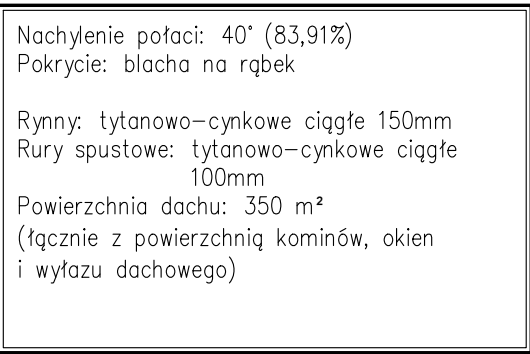 Nachylenie połaci: 40° (83,91%)
Pokrycie: blacha na rąbek
Rynny: tytanowo-cynkowe ciągłe 150mm
Rury spustowe: tytanowo-cynkowe ciągłe
100mm
Powierzchnia dachu: 350 m²
(łącznie z powierzchnią kominów, okien
i wyłazu dachowego)